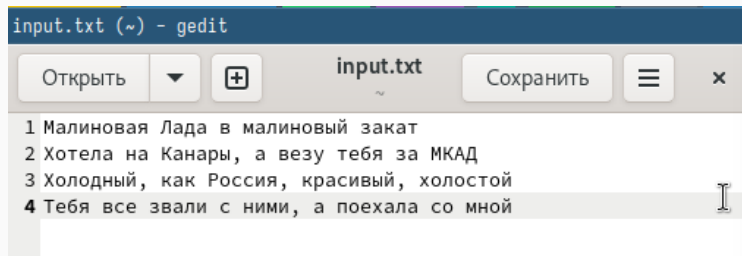 input.txt (~) – gedit
Открыть
input.txt
~
Сохранить
1 Малиновая Лада в малиновый закат
2 Хотела на Канары, а везу тебя за МКАД
3 Холодный, как Россия, красивый, холостой
4 Тебя все звали с ними, а поехала со мной